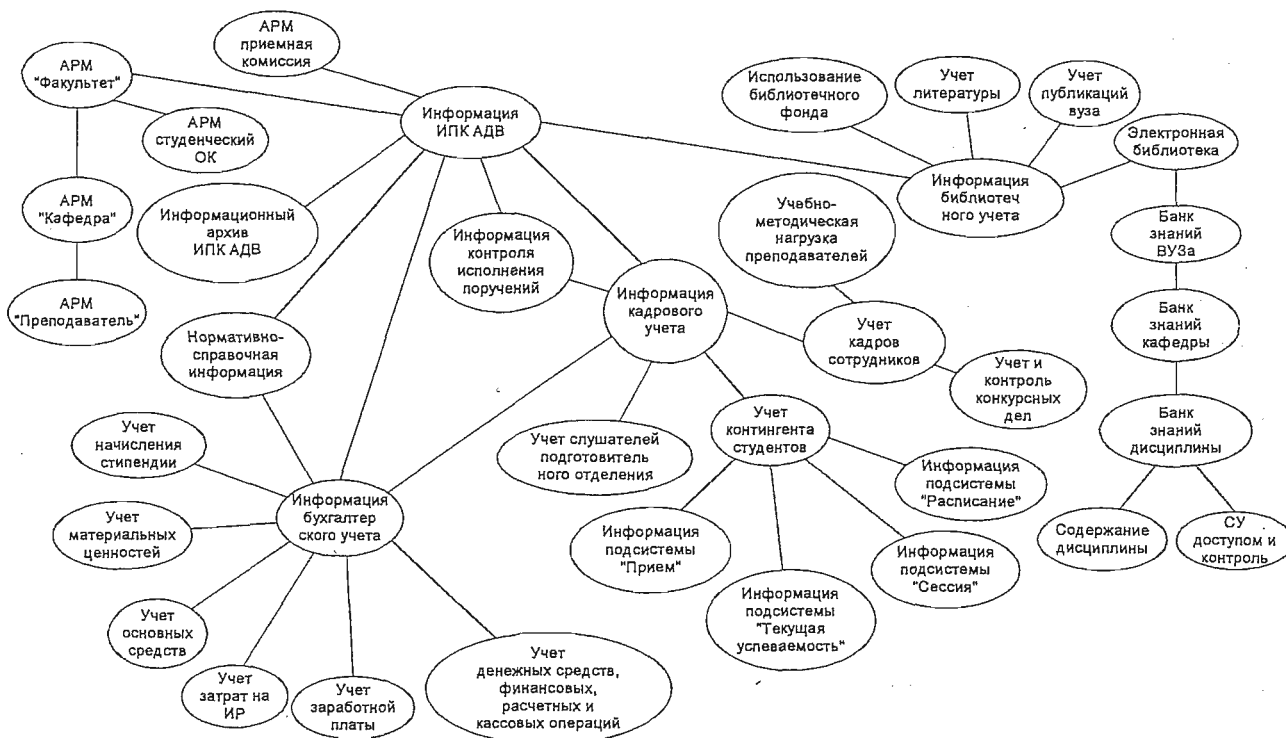 АРМ
приемная
комиссия
АРМ
"Факультет"
Информация
ИПК АДВ
АРМ
студенческий
ОК
АРМ
"Кафедра"
АРМ
"Преподаватель"
Информационный
архив
ИПК АДВ
Информация
контроля
исполнения
поручений
Использование
библиотечного
фонда
Учет
литературы
Учет
публикаций
вуза
Электронная
библиотека
Информация
библиотеч
ного учета
Учебно-
методическая
нагрузка
преподавателей
Банк
знаний
ВУЗа
Информация
кадрового
учета
Учет
кадров
сотрудников
Банк
знаний
кафедры
Нормативно-
справочная
информация
Учет и
контроль
конкурсных
дел
Учет
контингента
студентов
Банк
знаний
дисциплины
Учет
начисления
стипендии
Учет слушателей
подготовитель
ного отделения
Информация
подсистемы
"Расписание"
Информация
бухгалтер
ского учета
Учет
материальных
ценностей
Информация
подсистемы
"Прием"
Содержание
дисциплины
СУ
доступом и
контроль
Информация
подсистемы
"Сессия"
Информация
подсистемы
"Текущая
успеваемость"
Учет
основных
средств
Учет
затрат на
ИР
Учет
заработной
платы
Учет
денежных средств,
финансовых,
расчетных и
кассовых операций